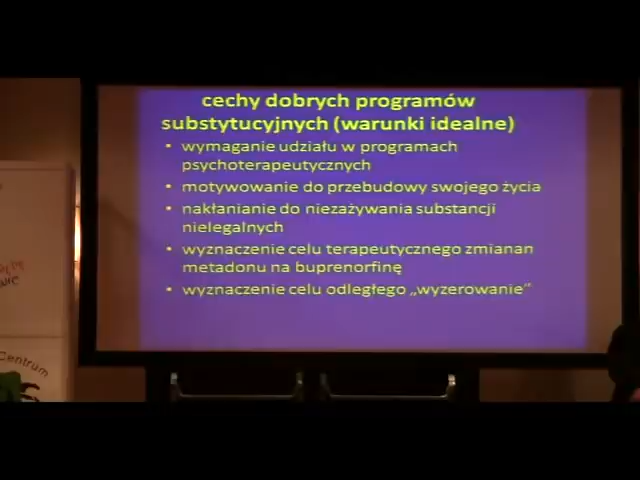 cechy dobrych programów
substytucyjnych (warunki idealne)
• wymaganie udziału w programach
psychoterapeutycznych
• motywowanie do przebudowy swojego życia
• nakłanianie do niezażywania substancji
nielegalnych
• wyznaczenie celu terapeutycznego zmianan
metadonu na buprenorfinę
• wyznaczenie celu odległego „wyzerowanie”
Centrum